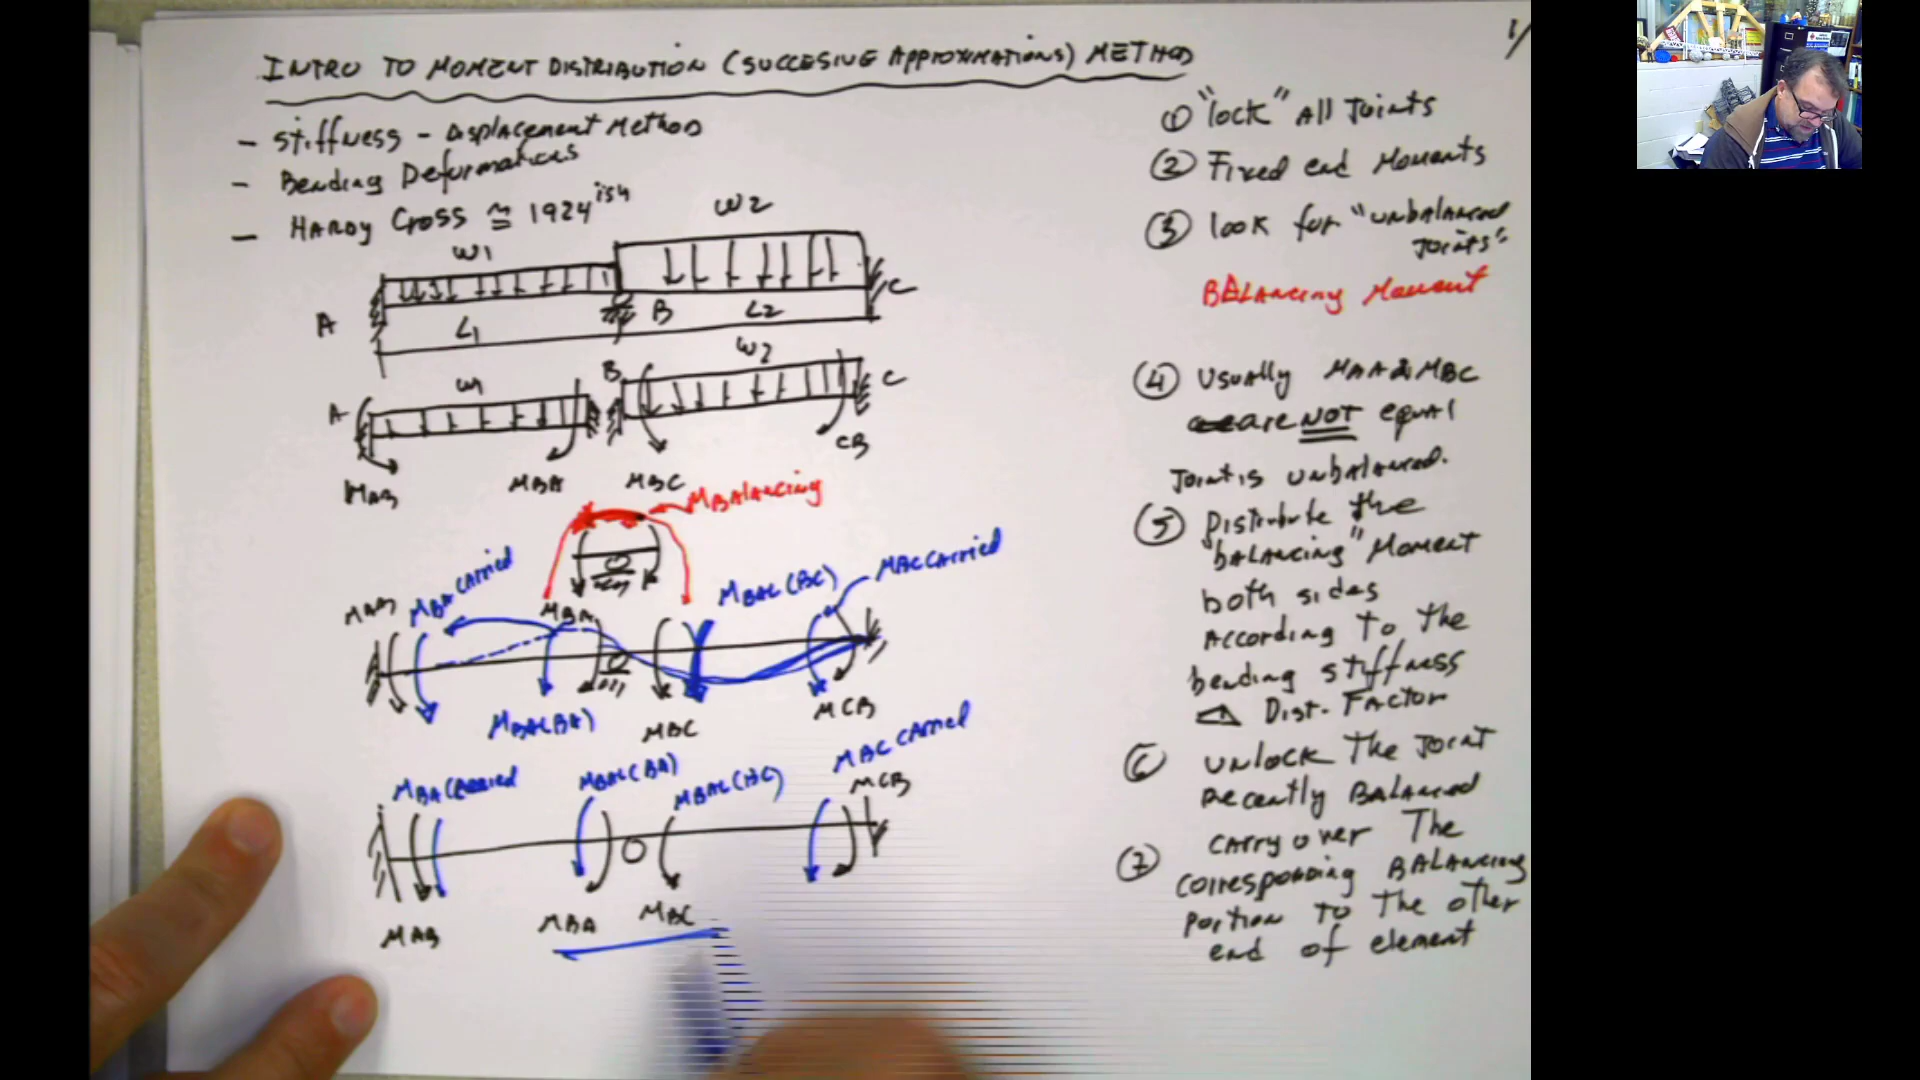 1/
INTRO TO MOMENT DISTRIBUTION (SUCCESIVE APPROXIMATIONS) METHOD
- Stiffness - Displacement Method
- Bending Deformations
- HARDY Cross ≅ 1924ish
W1
W2
A
L1
B
L2
C
W1
W2
A
B
C
MAB
MBA
MBC
CB
MBALANCING
MAB
MBA CARRIED
MBA
MBAL(BC)
MBC CARRIED
MBAL(BA)
MBC
MCB
MBA CARRIED
MBAL(BA)
MBAL(BC)
MBC CARRIED
MCB
MAB
MBA
MBC
① "lock" All Joints
② Fixed end Moments
③ look for "unbalanced
Joints"
BALANCING Moment
④ Usually MBA & MBC
are NOT equal
Joint is unbalanced.
⑤ Distribute the
"balancing" Moment
both sides
According to the
bending stiffness
Dist. Factor
⑥ UNLOCK The JOINT
recently BALANCED
⑦ carry over The
corresponding BALANCING
portion to the other
end of element